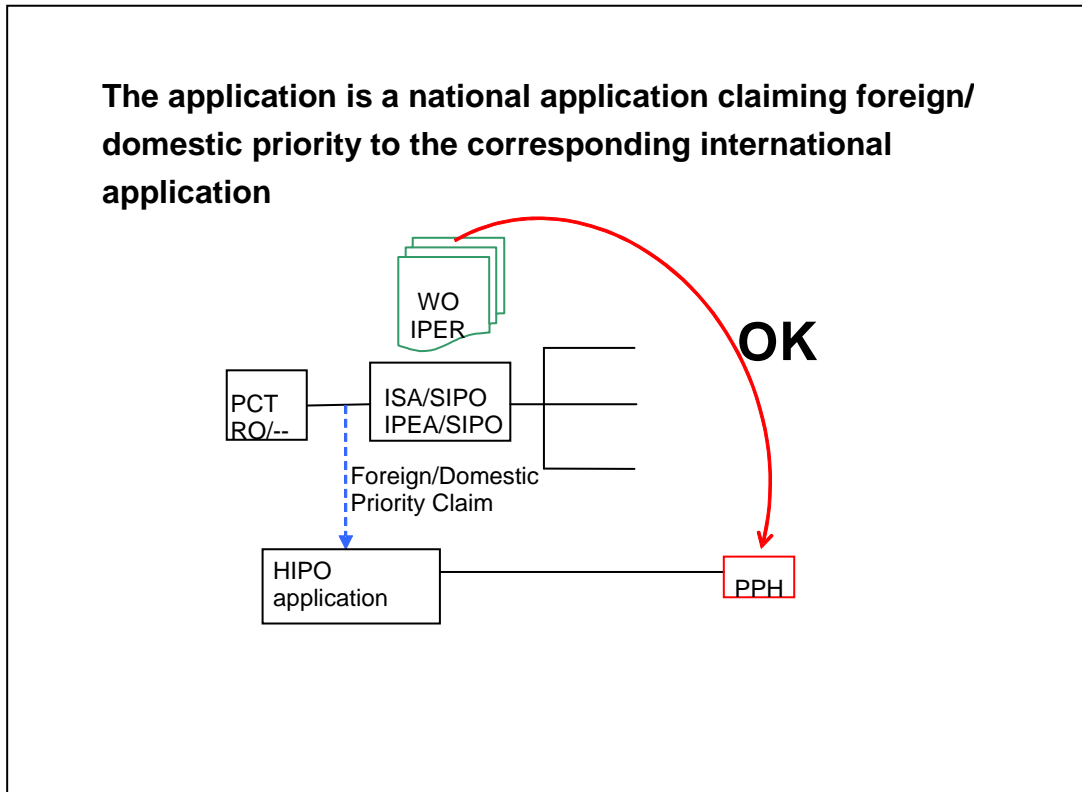 The application is a national application claiming foreign/
domestic priority to the corresponding international
application
WO
IPER
OK
PCT
RO/--
ISA/SIPO
IPEA/SIPO
Foreign/Domestic
Priority Claim
HIPO
application
PPH